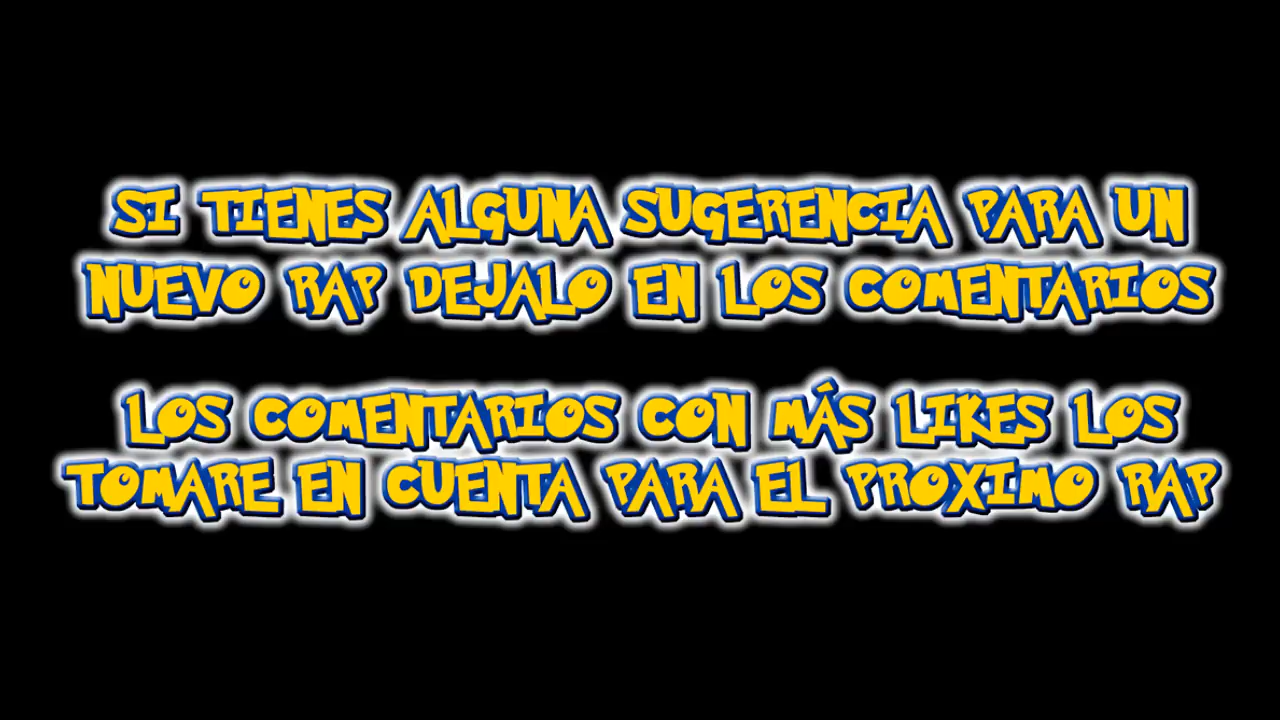 SI TIENES ALGUNA SUGERENCIA PARA UN
NUEVO RAP DEJALO EN LOS COMENTARIOS
LOS COMENTARIOS CON MÁS LIKES LOS
TOMARE EN CUENTA PARA EL PROXIMO RAP